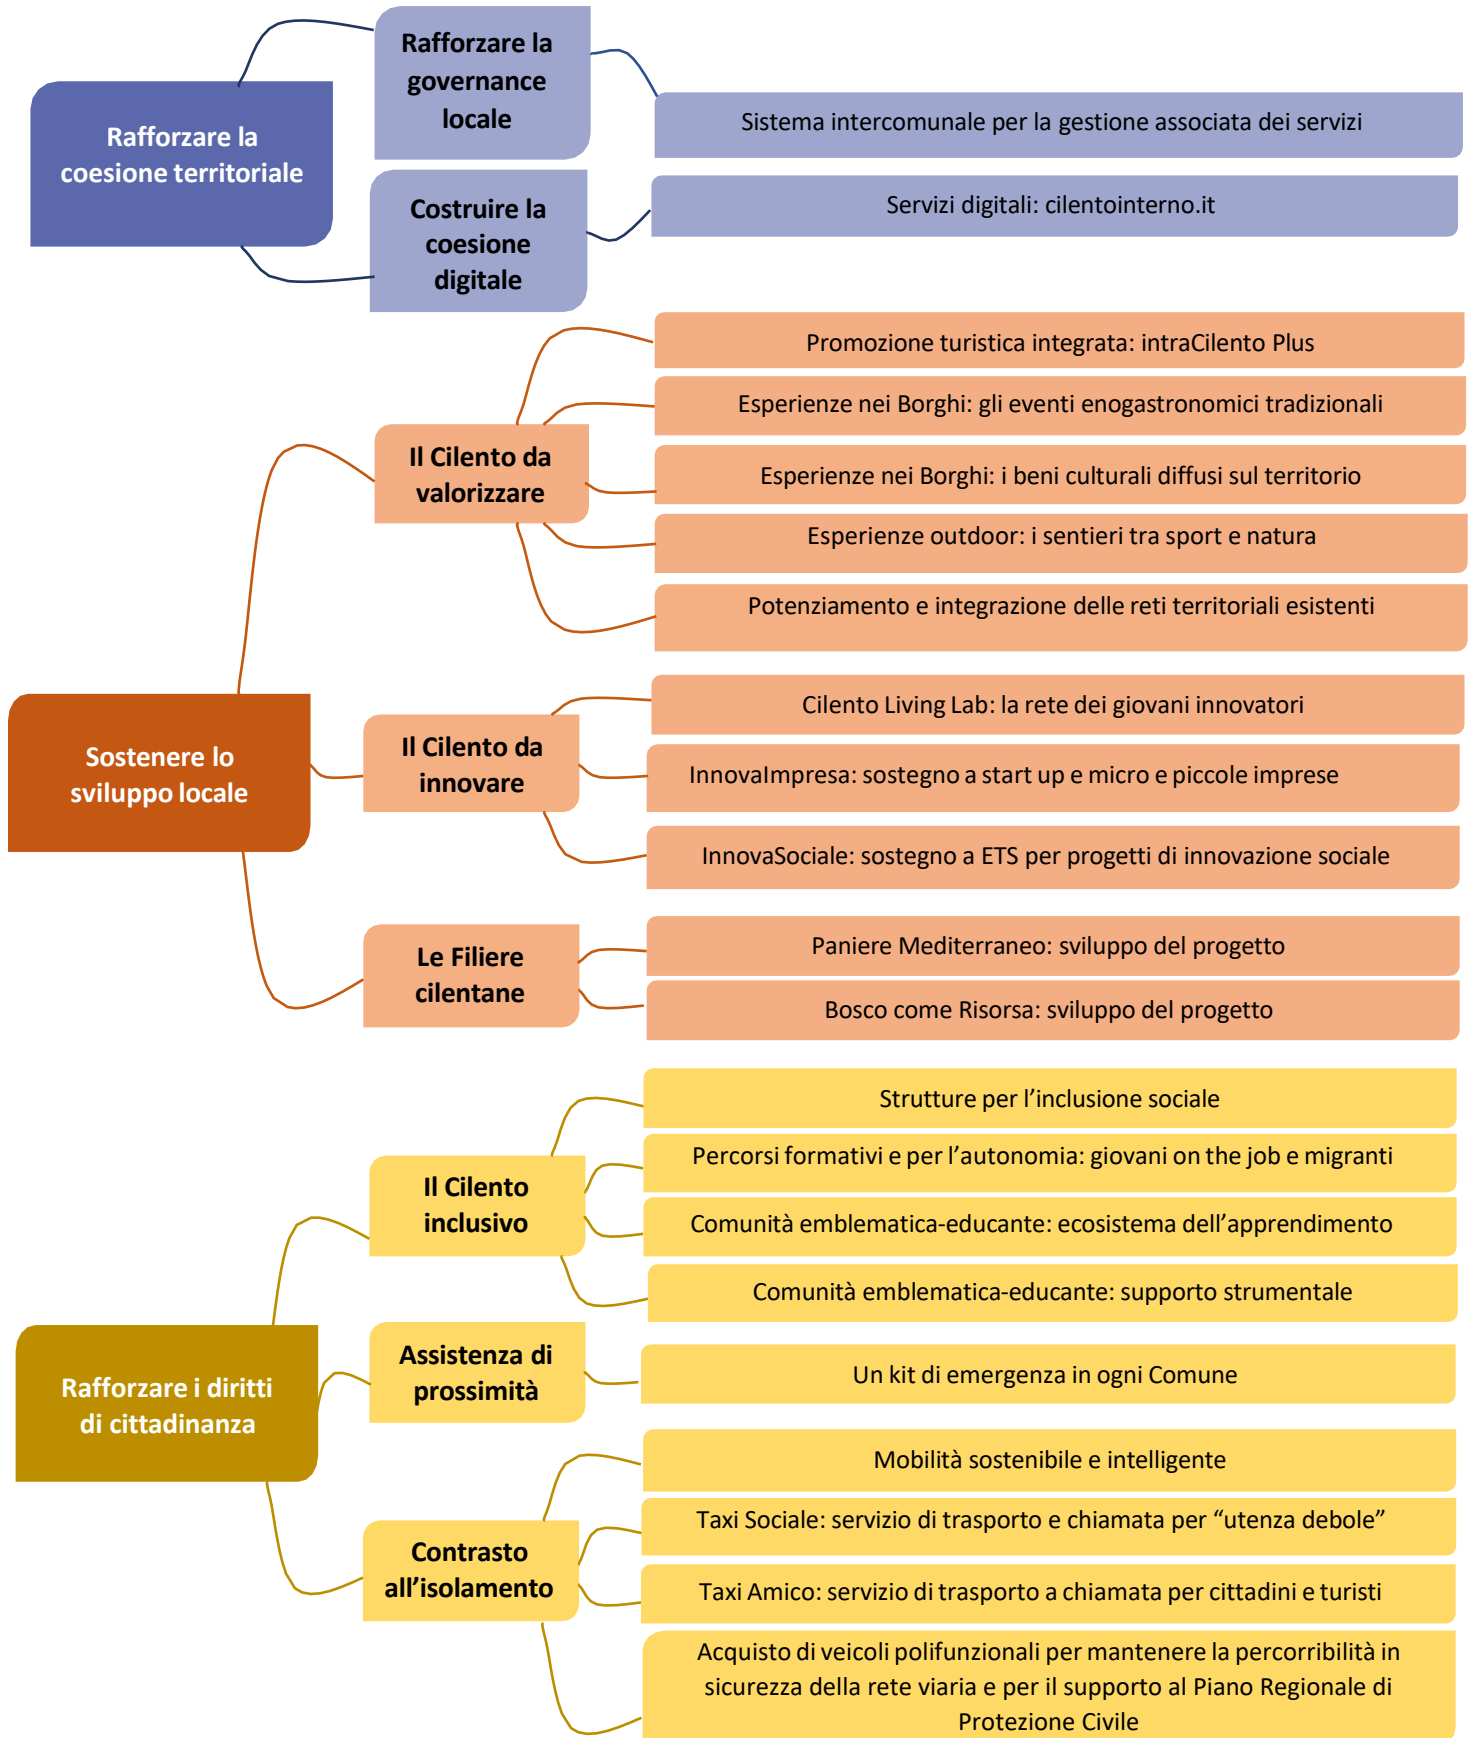 Rafforzare la
coesione territoriale
Rafforzare la
governance
locale
Sistema intercomunale per la gestione associata dei servizi
Costruire la
coesione
digitale
Servizi digitali: cilentointerno.it
Sostenere lo
sviluppo locale
Il Cilento da
valorizzare
Promozione turistica integrata: intraCilento Plus
Esperienze nei Borghi: gli eventi enogastronomici tradizionali
Esperienze nei Borghi: i beni culturali diffusi sul territorio
Esperienze outdoor: i sentieri tra sport e natura
Potenziamento e integrazione delle reti territoriali esistenti
Il Cilento da
innovare
Cilento Living Lab: la rete dei giovani innovatori
InnovaImpresa: sostegno a start up e micro e piccole imprese
InnovaSociale: sostegno a ETS per progetti di innovazione sociale
Le Filiere
cilentane
Paniere Mediterraneo: sviluppo del progetto
Bosco come Risorsa: sviluppo del progetto
Rafforzare i diritti
di cittadinanza
Il Cilento
inclusivo
Strutture per l’inclusione sociale
Percorsi formativi e per l’autonomia: giovani on the job e migranti
Comunità emblematica-educante: ecosistema dell’apprendimento
Comunità emblematica-educante: supporto strumentale
Assistenza di
prossimità
Un kit di emergenza in ogni Comune
Contrasto
all’isolamento
Mobilità sostenibile e intelligente
Taxi Sociale: servizio di trasporto e chiamata per “utenza debole”
Taxi Amico: servizio di trasporto a chiamata per cittadini e turisti
Acquisto di veicoli polifunzionali per mantenere la percorribilità in
sicurezza della rete viaria e per il supporto al Piano Regionale di
Protezione Civile